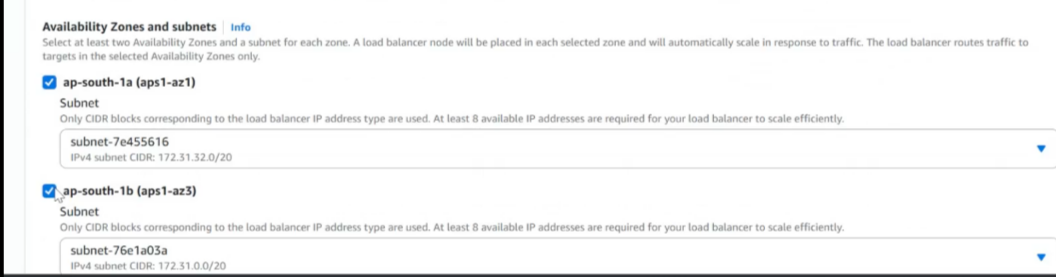 Availability Zones and subnets Info
Select at least two Availability Zones and a subnet for each zone. A load balancer node will be placed in each selected zone and will automatically scale in response to traffic. The load balancer routes traffic to
targets in the selected Availability Zones only.
ap-south-1a (aps1-az1)
Subnet
Only CIDR blocks corresponding to the load balancer IP address type are used. At least 8 available IP addresses are required for your load balancer to scale efficiently.
subnet-7e455616
IPv4 subnet CIDR: 172.31.32.0/20
ap-south-1b (aps1-az3)
Subnet
Only CIDR blocks corresponding to the load balancer IP address type are used. At least 8 available IP addresses are required for your load balancer to scale efficiently.
subnet-76e1a03a
IPv4 subnet CIDR: 172.31.0.0/20